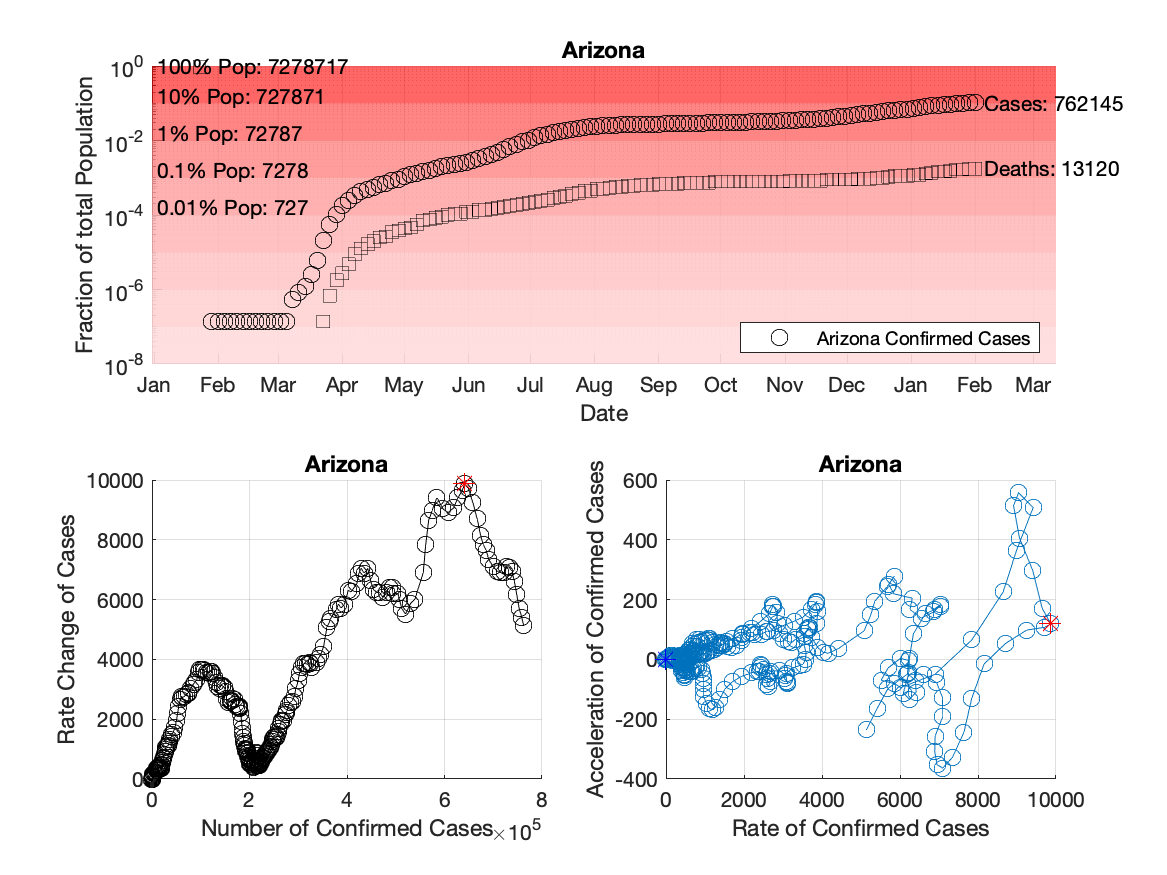 Arizona
10^0
10^-2
10^-4
10^-6
10^-8
Fraction of total Population
100% Pop: 7278717
10% Pop: 727871
1% Pop: 72787
0.1% Pop: 7278
0.01% Pop: 727
Cases: 762145
Deaths: 13120
Arizona Confirmed Cases
Jan Feb Mar Apr May Jun Jul Aug Sep Oct Nov Dec Jan Feb Mar
Date
Arizona
10000
8000
6000
4000
2000
0
Rate Change of Cases
0 2 4 6 8
Number of Confirmed Cases ×10^5
Arizona
600
400
200
0
-200
-400
Acceleration of Confirmed Cases
0 2000 4000 6000 8000 10000
Rate of Confirmed Cases